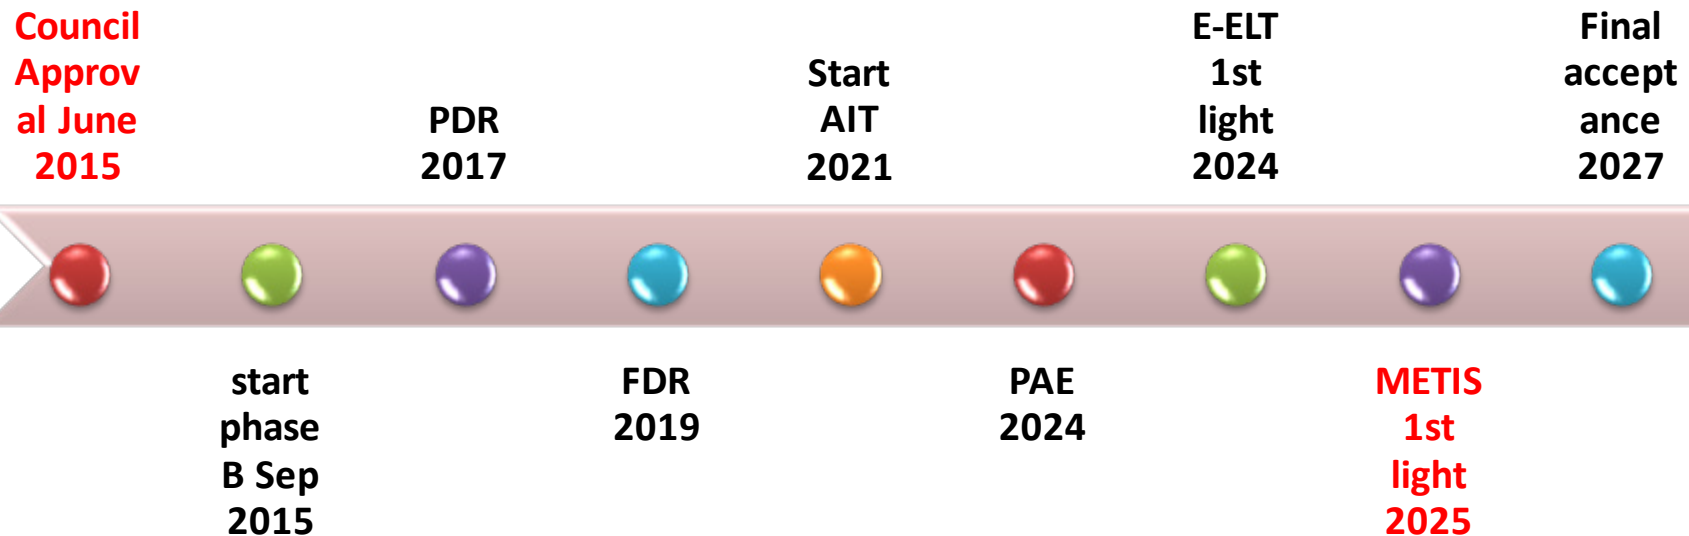 Council
Approv
al June
2015
start
phase
B Sep
2015
PDR
2017
FDR
2019
Start
AIT
2021
PAE
2024
E-ELT
1st
light
2024
METIS
1st
light
2025
Final
accept
ance
2027